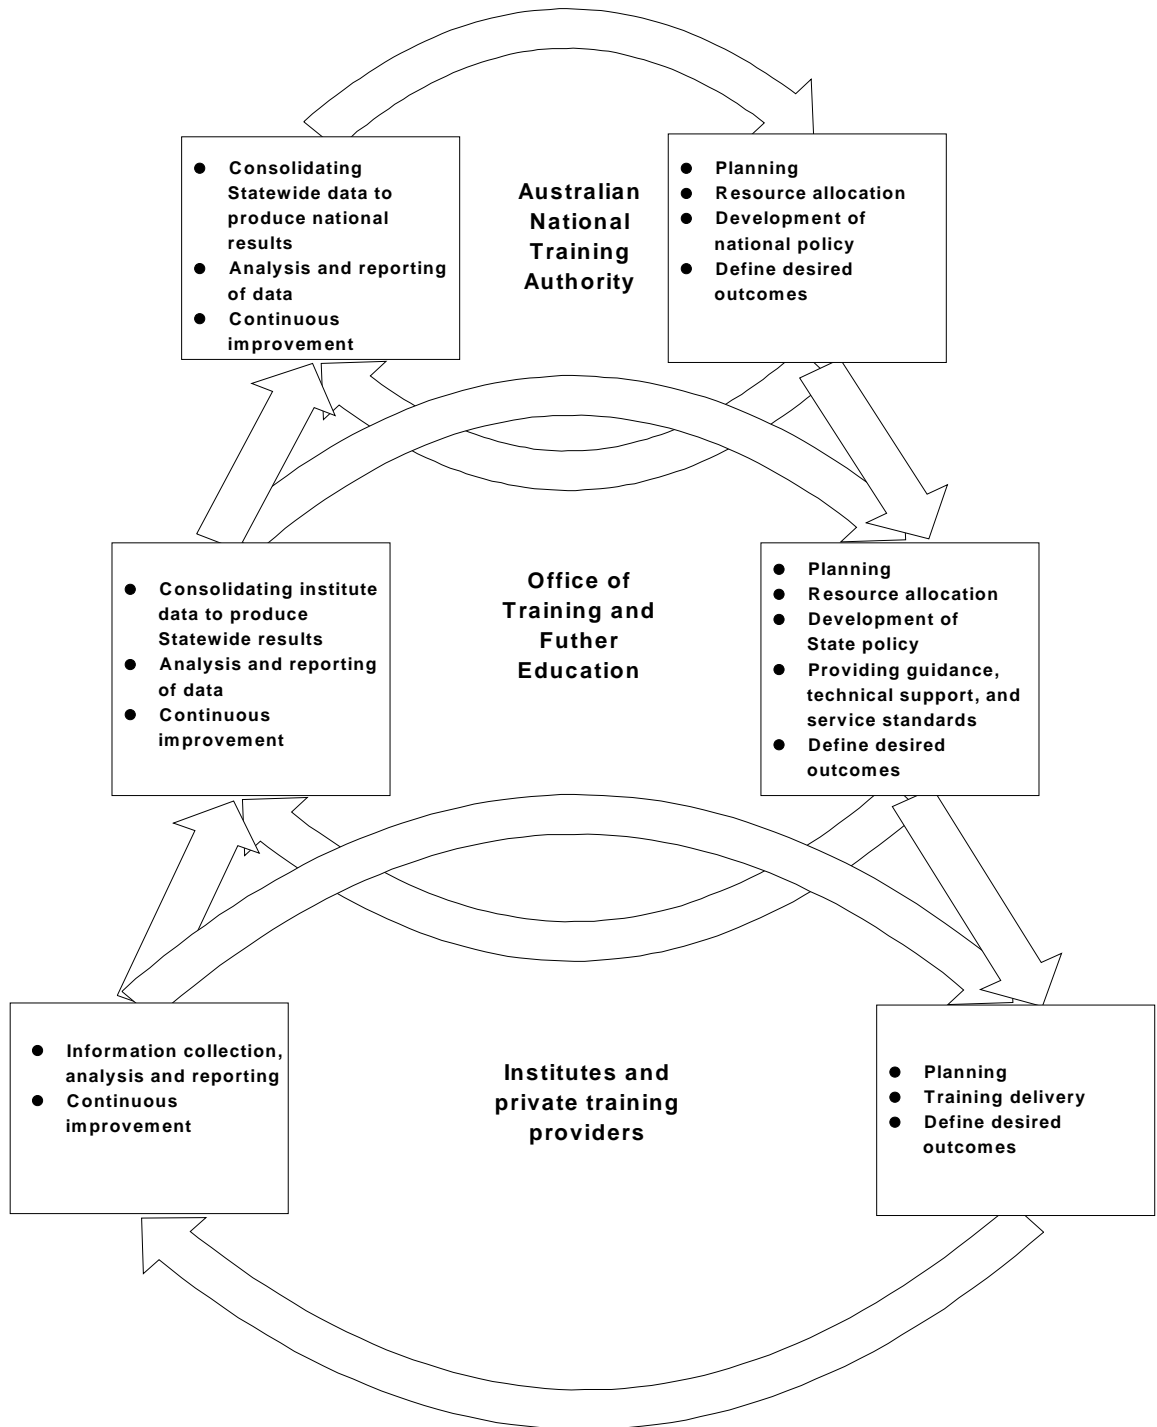 ● Consolidating
Statewide data to
produce national
results
● Analysis and reporting
of data
● Continuous
improvement
Australian
National
Training
Authority
● Planning
● Resource allocation
● Development of
national policy
● Define desired
outcomes
● Consolidating institute
data to produce
Statewide results
● Analysis and reporting
of data
● Continuous
improvement
Office of
Training and
Futher
Education
● Planning
● Resource allocation
● Development of
State policy
● Providing guidance,
technical support, and
service standards
● Define desired
outcomes
● Information collection,
analysis and reporting
● Continuous
improvement
Institutes and
private training
providers
● Planning
● Training delivery
● Define desired
outcomes